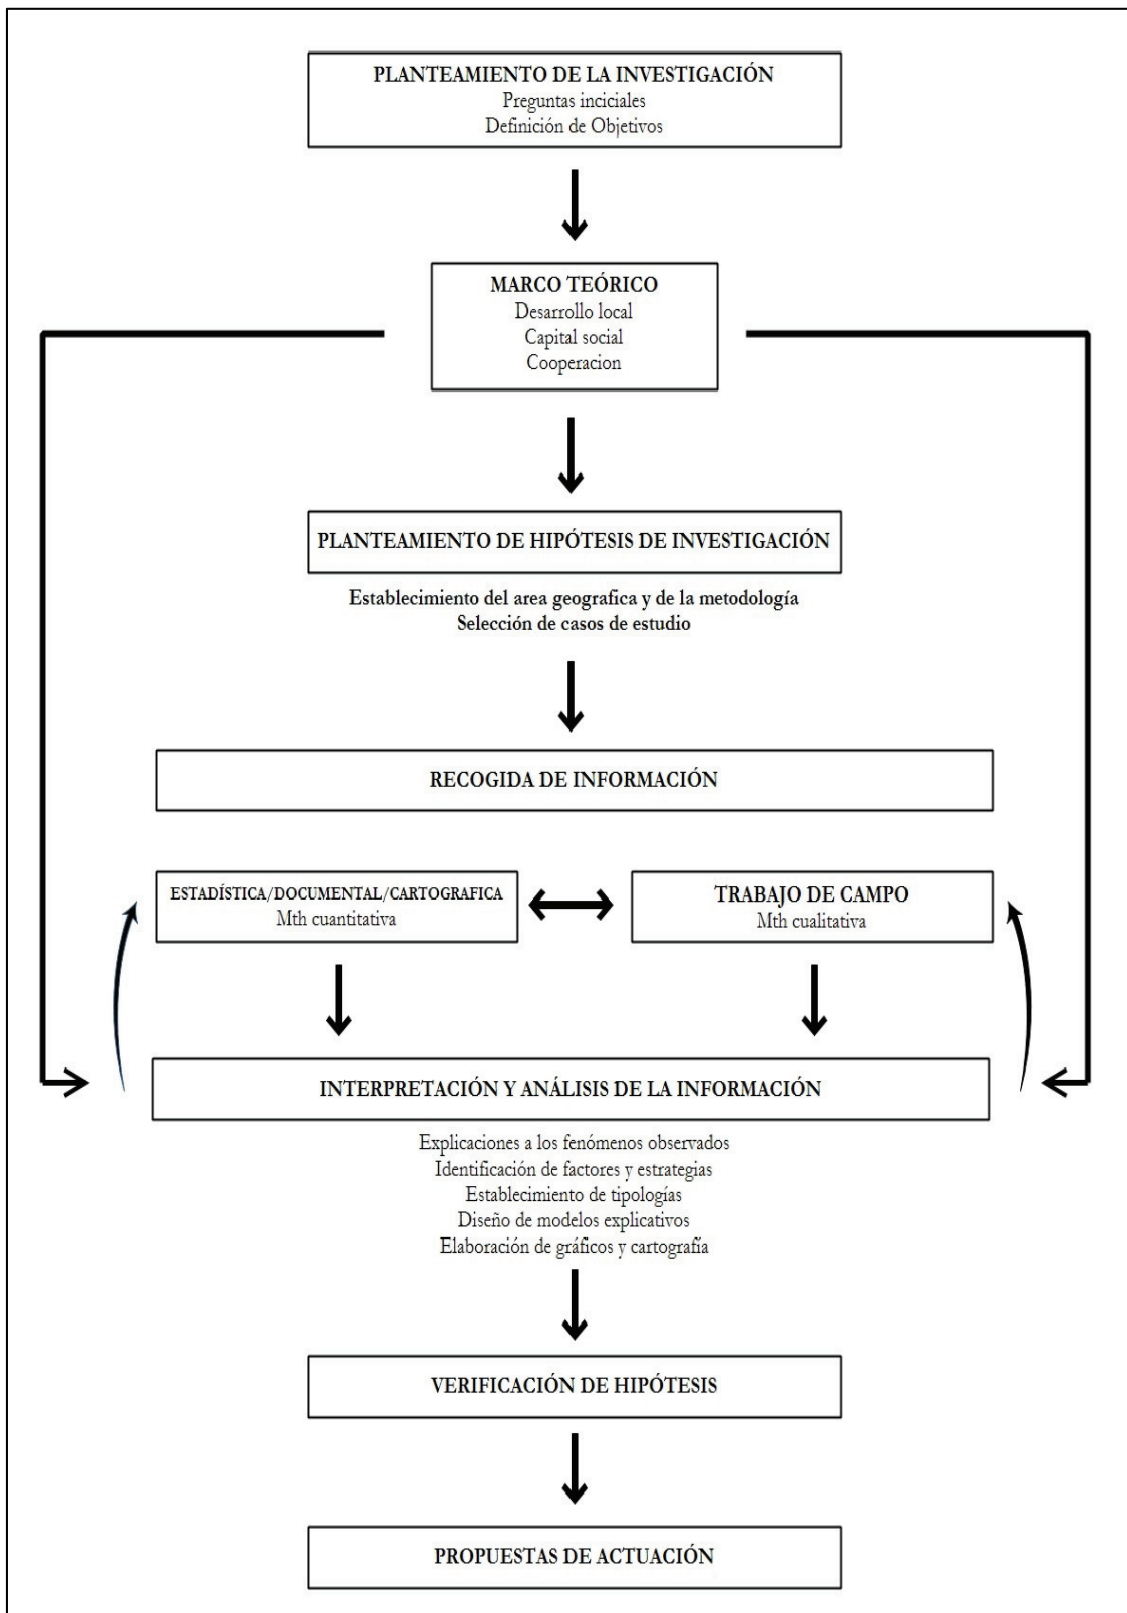 PLANTEAMIENTO DE LA INVESTIGACIÓN
Preguntas inciciales
Definición de Objetivos
MARCO TEÓRICO
Desarrollo local
Capital social
Cooperacion
PLANTEAMIENTO DE HIPÓTESIS DE INVESTIGACIÓN
Establecimiento del area geografica y de la metodología
Selección de casos de estudio
RECOGIDA DE INFORMACIÓN
ESTADÍSTICA/DOCUMENTAL/CARTOGRAFICA
Mth cuantitativa
TRABAJO DE CAMPO
Mth cualitativa
INTERPRETACIÓN Y ANÁLISIS DE LA INFORMACIÓN
Explicaciones a los fenómenos observados
Identificación de factores y estrategias
Establecimiento de tipologías
Diseño de modelos explicativos
Elaboración de gráficos y cartografía
VERIFICACIÓN DE HIPÓTESIS
PROPUESTAS DE ACTUACIÓN